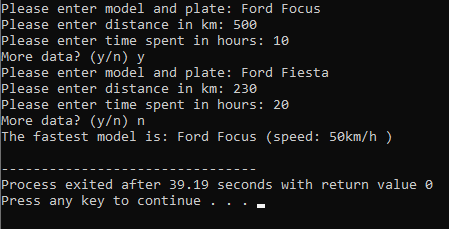 Please enter model and plate: Ford Focus
Please enter distance in km: 500
Please enter time spent in hours: 10
More data? (y/n) y
Please enter model and plate: Ford Fiesta
Please enter distance in km: 230
Please enter time spent in hours: 20
More data? (y/n) n
The fastest model is: Ford Focus (speed: 50km/h )
--------------------------------
Process exited after 39.19 seconds with return value 0
Press any key to continue . . .